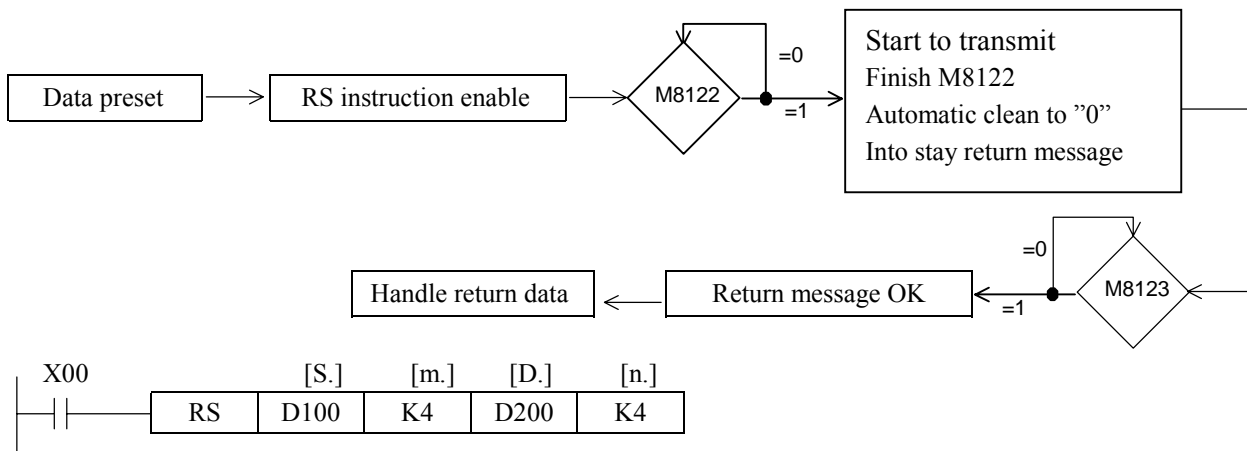 Data preset
RS instruction enable
M8122
=0
=1
Start to transmit
Finish M8122
Automatic clean to ”0”
Into stay return message
Handle return data
Return message OK
=0
=1
M8123
X00
[S.] [m.] [D.] [n.]
RS D100 K4 D200 K4